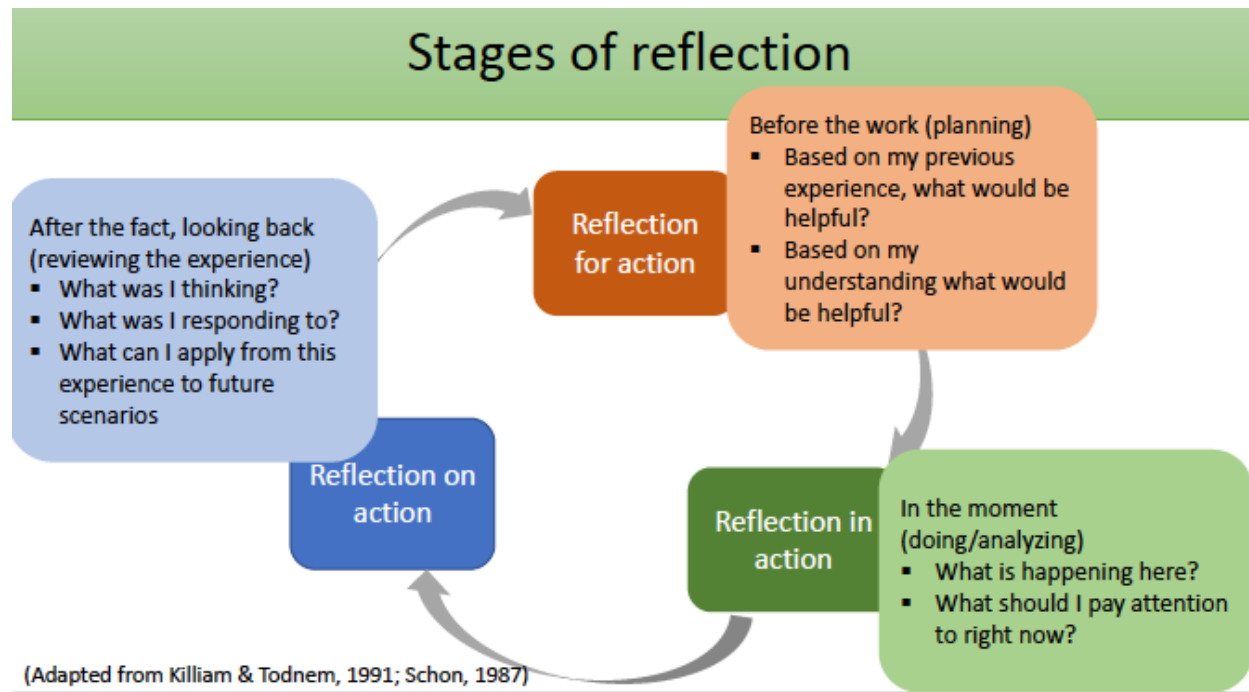 Stages of reflection
Before the work (planning)
▪ Based on my previous
experience, what would be
helpful?
▪ Based on my
understanding what would
be helpful?
Reflection
for action
After the fact, looking back
(reviewing the experience)
▪ What was I thinking?
▪ What was I responding to?
▪ What can I apply from this
experience to future
scenarios
Reflection on
action
Reflection in
action
In the moment
(doing/analyzing)
▪ What is happening here?
▪ What should I pay attention
to right now?
(Adapted from Killiam & Todnem, 1991; Schon, 1987)